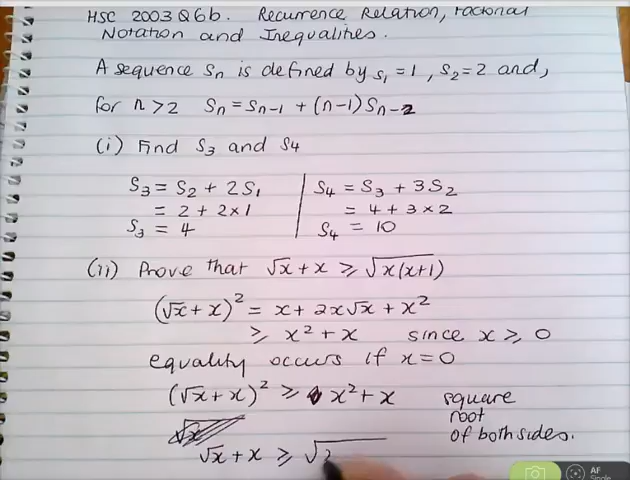 HSC 2003 Q6b. Recurrence Relation, Factorial
Notation and Inequalities.
A sequence Sn is defined by s₁ = 1, s₂ = 2 and,
for n > 2 Sn = Sn-1 + (n-1) Sn-2
(i) Find S₃ and S₄
S₃ = S₂ + 2S₁
= 2 + 2×1
S₃ = 4
S₄ = S₃ + 3S₂
= 4 + 3×2
S₄ = 10
(ii) Prove that √x + x ≥ √(x(x+1))
(√x + x)² = x + 2x√x + x²
≥ x² + x since x ≥ 0
equality occurs if x = 0
(√x + x)² ≥ x² + x square
root
of both sides.
√x + x ≥ √
AF
Single